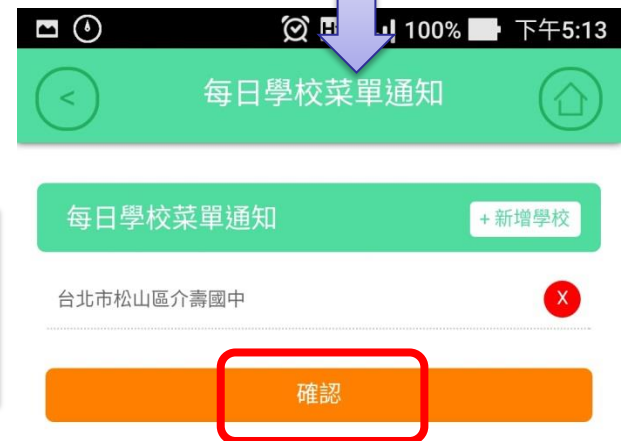 100% 下午5:13
< 每日學校菜單通知
每日學校菜單通知 +新增學校
台北市松山區介壽國中 X
確認